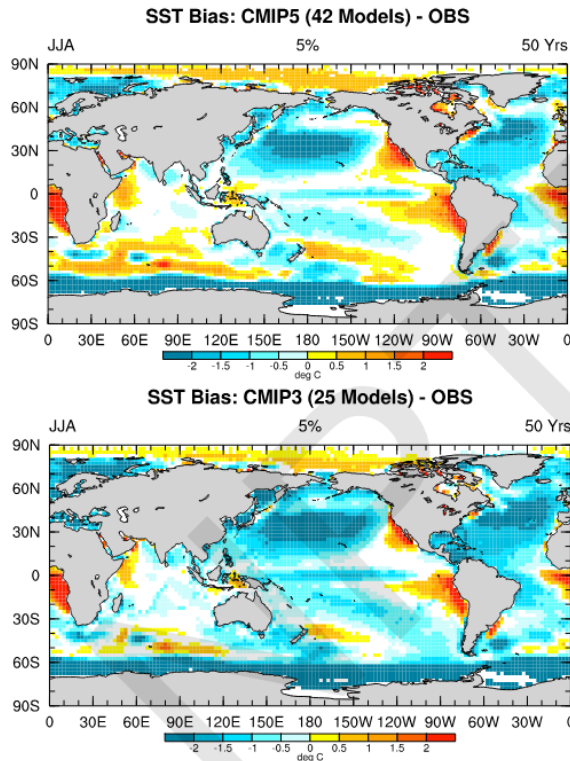 SST Bias: CMIP5 (42 Models) - OBS
JJA 5% 50 Yrs
90N
60N
30N
0
30S
60S
90S
0 30E 60E 90E 120E 150E 180 150W 120W 90W 60W 30W 0
-2 -1.5 -1 -0.5 0 0.5 1 1.5 2
deg C
SST Bias: CMIP3 (25 Models) - OBS
JJA 5% 50 Yrs
90N
60N
30N
0
30S
60S
90S
0 30E 60E 90E 120E 150E 180 150W 120W 90W 60W 30W 0
-2 -1.5 -1 -0.5 0 0.5 1 1.5 2
deg C